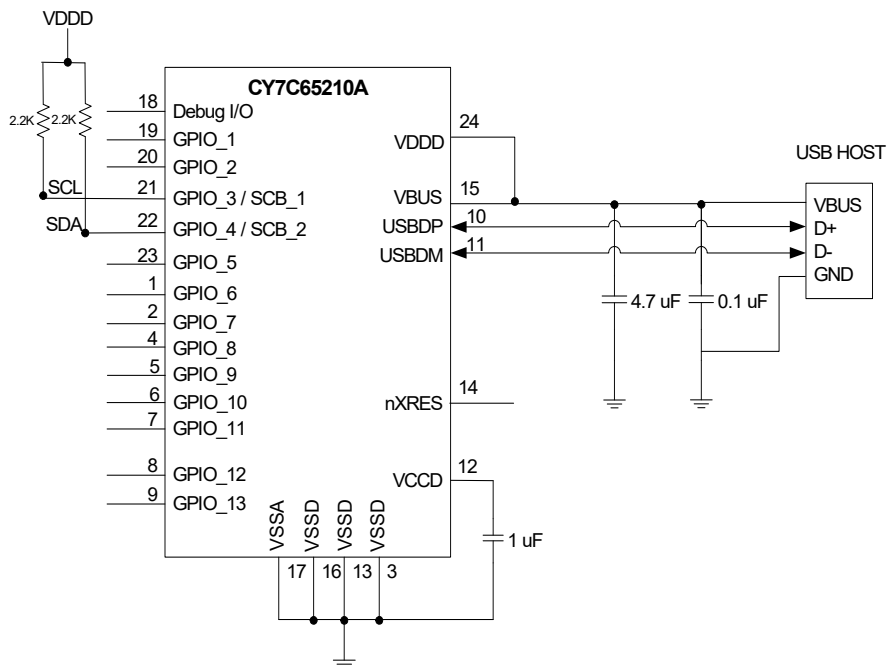 VDDD
2.2K
2.2K
SCL
SDA
CY7C65210A
18
Debug I/O
19
GPIO_1
20
GPIO_2
21
GPIO_3 / SCB_1
22
GPIO_4 / SCB_2
23
GPIO_5
1
GPIO_6
2
GPIO_7
4
GPIO_8
5
GPIO_9
6
GPIO_10
7
GPIO_11
8
GPIO_12
9
GPIO_13
VDDD
24
VBUS
15
USBDP
10
USBDM
11
nXRES
14
VCCD
12
VSSA
VSSD
VSSD
VSSD
17
16
13
3
1 uF
4.7 uF
0.1 uF
USB HOST
VBUS
D+
D-
GND